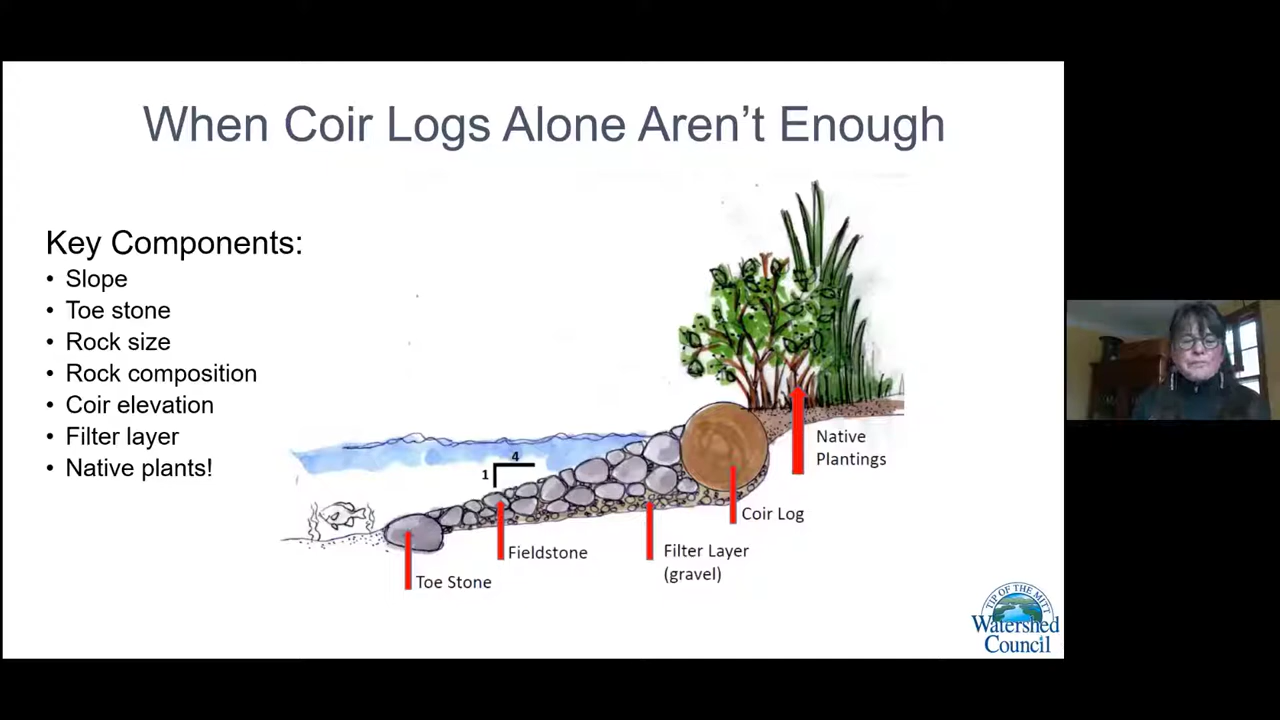 When Coir Logs Alone Aren't Enough
Key Components:
• Slope
• Toe stone
• Rock size
• Rock composition
• Coir elevation
• Filter layer
• Native plants!
4
1
Native
Plantings
Coir Log
Fieldstone
Filter Layer
(gravel)
Toe Stone
TIP OF THE MITT
Watershed
Council